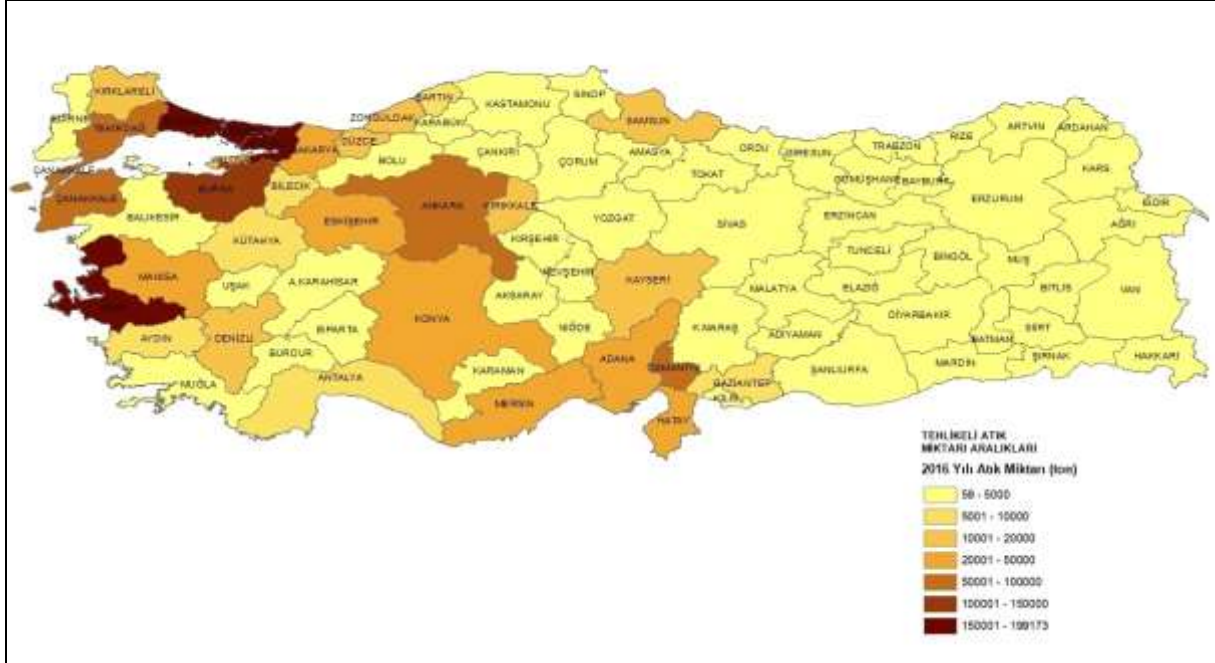 KIRKLARELİ
EDİRNE
TEKİRDAĞ
ÇANAKKALE
ÇANAKKALE
BALIKESİR
BURSA
BİLECİK
SAKARYA
DÜZCE
ZONGULDAK
BARTIN
KARABÜK
KASTAMONU
SİNOP
BOLU
ÇANKIRI
ÇORUM
SAMSUN
AMASYA
ORDU
TOKAT
GİRESUN
TRABZON
RİZE
ARTVİN
ARDAHAN
KARS
GÜMÜŞHANE
BAYBURT
ERZURUM
IĞDIR
AĞRI
ESKİŞEHİR
ANKARA
KIRIKKALE
KÜTAHYA
YOZGAT
SİVAS
ERZİNCAN
KIRŞEHİR
TUNCELİ
BİNGÖL
MUŞ
MANİSA
UŞAK
A.KARAHİSAR
NEVŞEHİR
KAYSERİ
MALATYA
ELAZIĞ
BİTLİS
VAN
AKSARAY
KONYA
DİYARBAKIR
ISPARTA
NİĞDE
K.MARAŞ
ADIYAMAN
SİİRT
BATMAN
AYDIN
DENİZLİ
BURDUR
ADANA
OSMANİYE
KARAMAN
MARDİN
ŞIRNAK
HAKKARİ
MUĞLA
ANTALYA
GAZİANTEP
KİLİS
ŞANLIURFA
MERSİN
HATAY
TEHLİKELİ ATIK
MİKTARI ARALIKLARI
2016 Yılı Atık Miktarı (ton)
58 - 5000
5001 - 10000
10001 - 20000
20001 - 50000
50001 - 100000
100001 - 150000
150001 - 199173